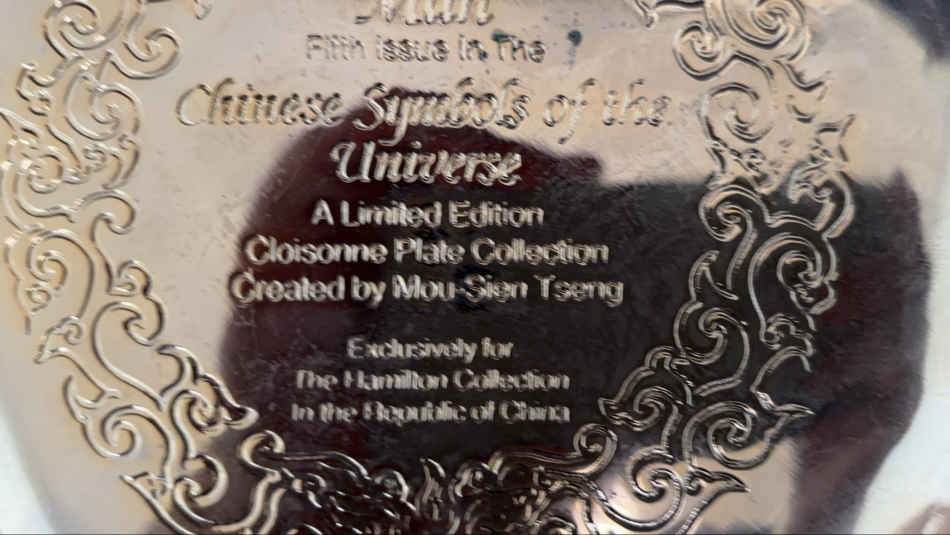 Man
Fifth issue in The
Chinese Symbols of the
Universe
A Limited Edition
Cloisonne Plate Collection
Created by Mou-Sien Tseng
Exclusively for
The Hamilton Collection
In the Republic of China